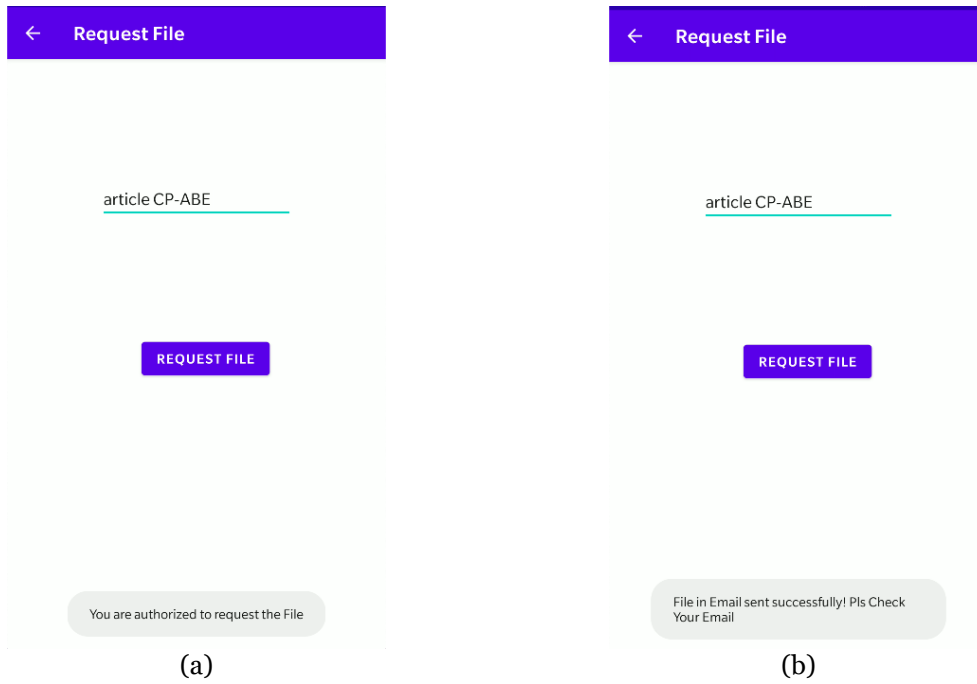 Request File
article CP-ABE
REQUEST FILE
You are authorized to request the File
(a)
Request File
article CP-ABE
REQUEST FILE
File in Email sent successfully! Pls Check
Your Email
(b)